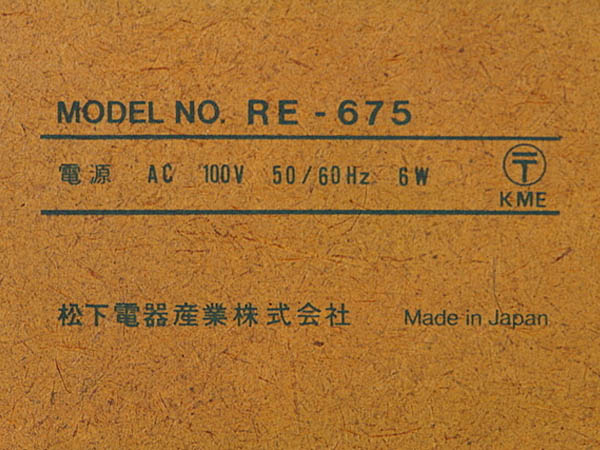 MODEL NO. RE-675
電源 AC 100V 50/60Hz 6W
〒
KME
松下電器産業株式会社 Made in Japan